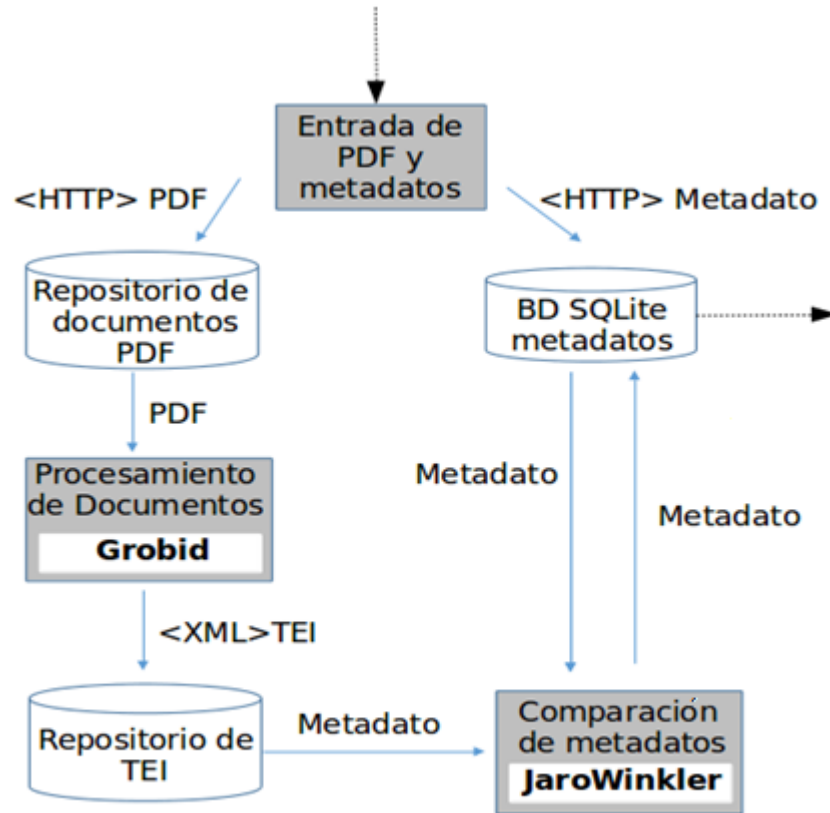 Entrada de
PDF y
metadatos
<HTTP> PDF
<HTTP> Metadato
Repositorio de
documentos
PDF
BD SQLite
metadatos
PDF
Procesamiento
de Documentos
Grobid
Metadato
Metadato
<XML>TEI
Repositorio de
TEI
Metadato
Comparación
de metadatos
JaroWinkler